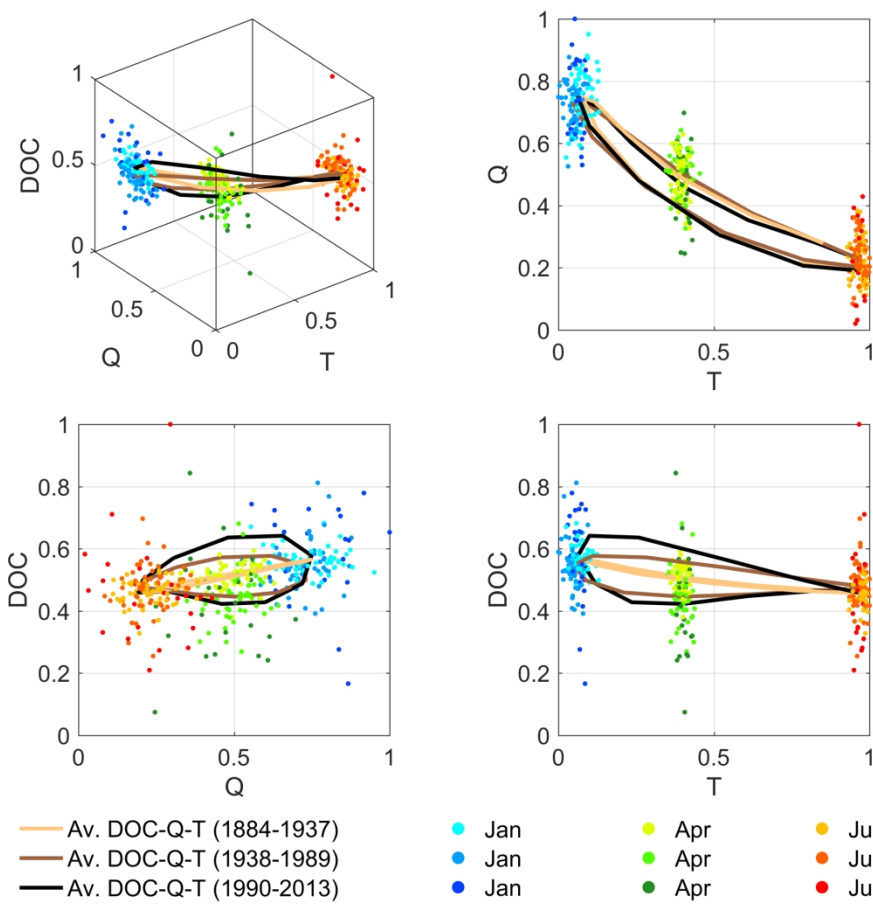 1
DOC
0.5
0
1
0.5
Q
0
0
0.5
T
1
1
0.8
0.6
Q
0.4
0.2
0
0
0.5
1
T
1
0.8
0.6
DOC
0.4
0.2
0
0
0.5
1
Q
1
0.8
0.6
DOC
0.4
0.2
0
0
0.5
1
T
Av. DOC-Q-T (1884-1937)
Av. DOC-Q-T (1938-1989)
Av. DOC-Q-T (1990-2013)
Jan
Jan
Jan
Apr
Apr
Apr
Ju
Ju
Ju